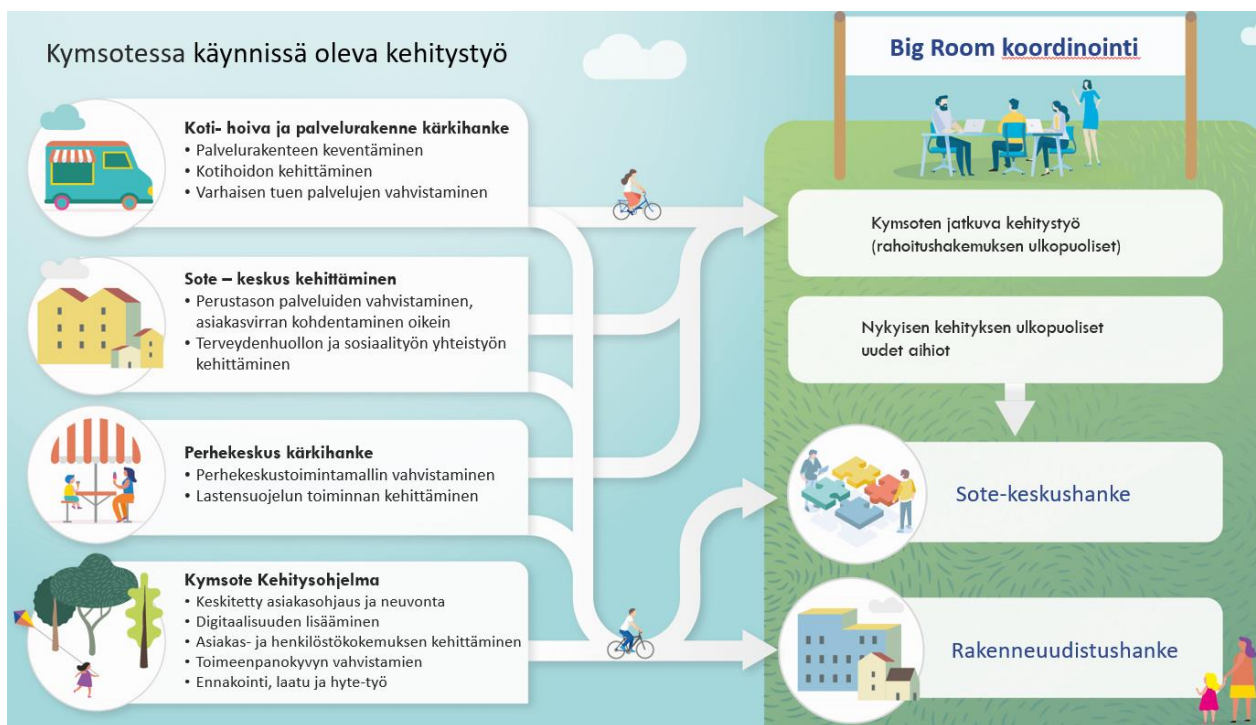 Kymsotessa käynnissä oleva kehitystyö
Koti- hoiva ja palvelurakenne kärkihanke
• Palvelurakenteen keventäminen
• Kotihoidon kehittäminen
• Varhaisen tuen palvelujen vahvistaminen
Sote – keskus kehittäminen
• Perustason palveluiden vahvistaminen,
asiakasvirran kohdentaminen oikein
• Terveydenhuollon ja sosiaalityön yhteistyön
kehittäminen
Perhekeskus kärkihanke
• Perhekeskustoimintamallin vahvistaminen
• Lastensuojelun toiminnan kehittäminen
Kymsote Kehitysohjelma
• Keskitetty asiakasohjaus ja neuvonta
• Digitaalisuuden lisääminen
• Asiakas- ja henkilöstökokemuksen kehittäminen
• Toimeenpanokyvyn vahvistamien
• Ennakointi, laatu ja hyte-työ
Big Room koordinointi
Kymsoten jatkuva kehitystyö
(rahoitushakemuksen ulkopuoliset)
Nykyisen kehityksen ulkopuoliset
uudet aihiot
Sote-keskushanke
Rakenneuudistushanke